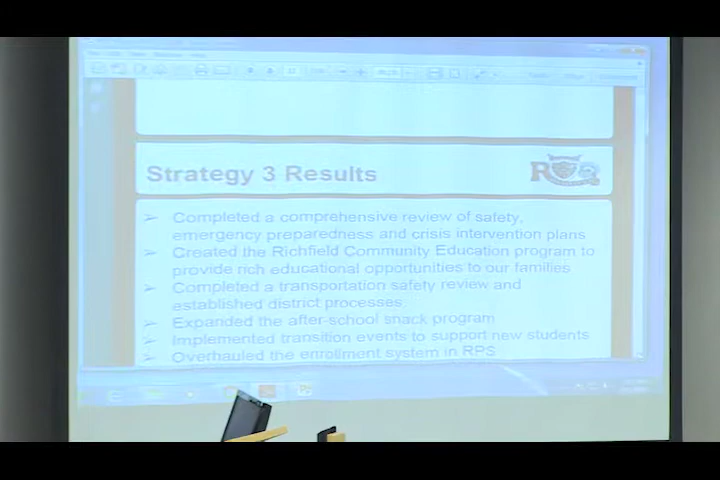 Strategy 3 Results
➢ Completed a comprehensive review of safety,
emergency preparedness and crisis intervention plans
➢ Created the Richfield Community Education program to
provide rich educational opportunities to our families
➢ Completed a transportation safety review and
established district processes
➢ Expanded the after-school snack program
➢ Implemented transition events to support new students
➢ Overhauled the enrollment system in RPS